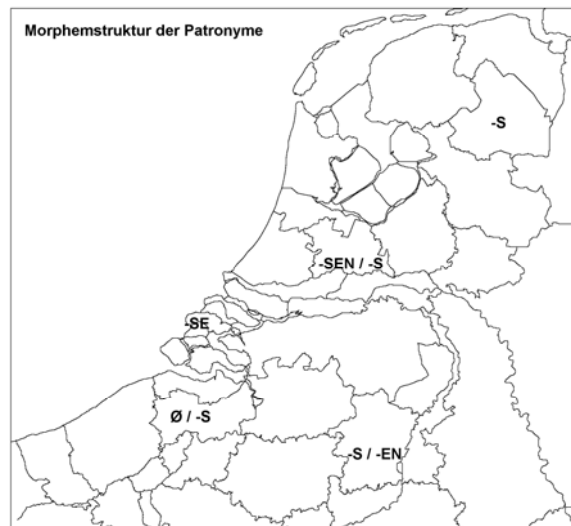 Morphemstruktur der Patronyme
-S
-SEN / -S
-SE
Ø / -S
-S / -EN